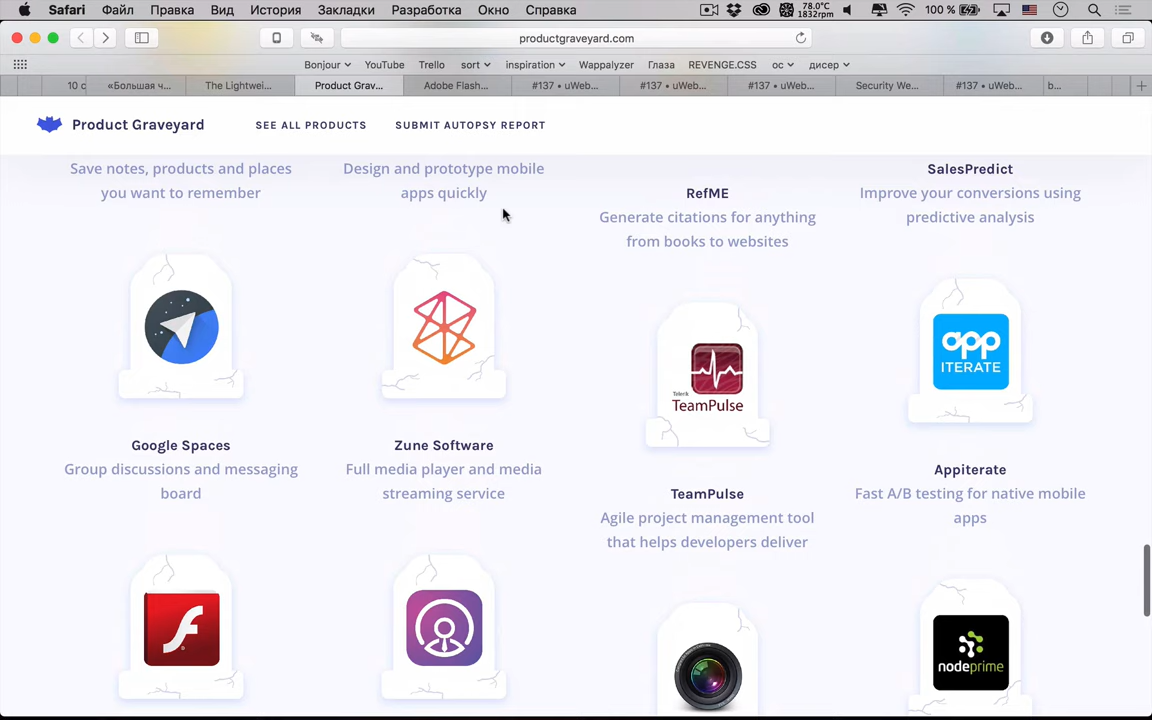 Safari Файл Правка Вид История Закладки Разработка Окно Справка 78.0°C 1832rpm 100 %
productgraveyard.com
Bonjour YouTube Trello sort inspiration Wappalyzer Глаза REVENGE.CSS ос дисер
10 с «Большая ч... The Lightwei... Product Grav... Adobe Flash... #137 • uWeb... #137 • uWeb... #137 • uWeb... Security We... #137 • uWeb... b...
Product Graveyard SEE ALL PRODUCTS SUBMIT AUTOPSY REPORT
Save notes, products and places
you want to remember
Design and prototype mobile
apps quickly
RefME
Generate citations for anything
from books to websites
SalesPredict
Improve your conversions using
predictive analysis
Google Spaces
Group discussions and messaging
board
Zune Software
Full media player and media
streaming service
Telerik
TeamPulse
TeamPulse
Agile project management tool
that helps developers deliver
app
ITERATE
Appiterate
Fast A/B testing for native mobile
apps
nodeprime